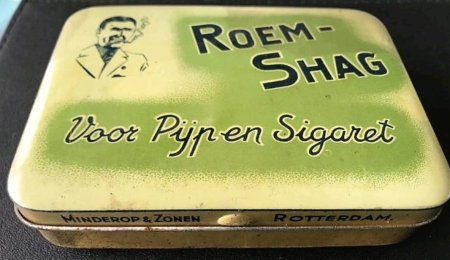 ROEM-
SHAG
Voor Pijp en Sigaret
MINDEROP & ZONEN ROTTERDAM.